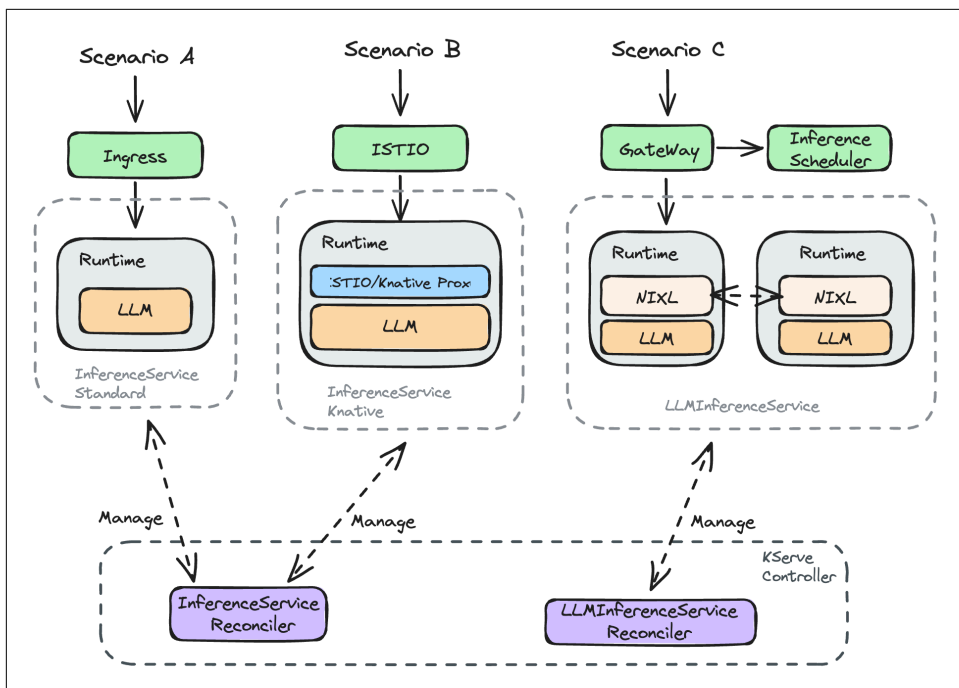 Scenario A
Scenario B
Scenario C
Ingress
ISTIO
GateWay
Inference
Scheduler
Runtime
LLM
InferenceService
Standard
Runtime
:STIO/Knative Prox
LLM
InferenceService
Knative
Runtime
NIXL
LLM
Runtime
NIXL
LLM
LLMInferenceService
Manage
Manage
Manage
KServe
Controller
InferenceService
Reconciler
LLMInferenceService
Reconciler